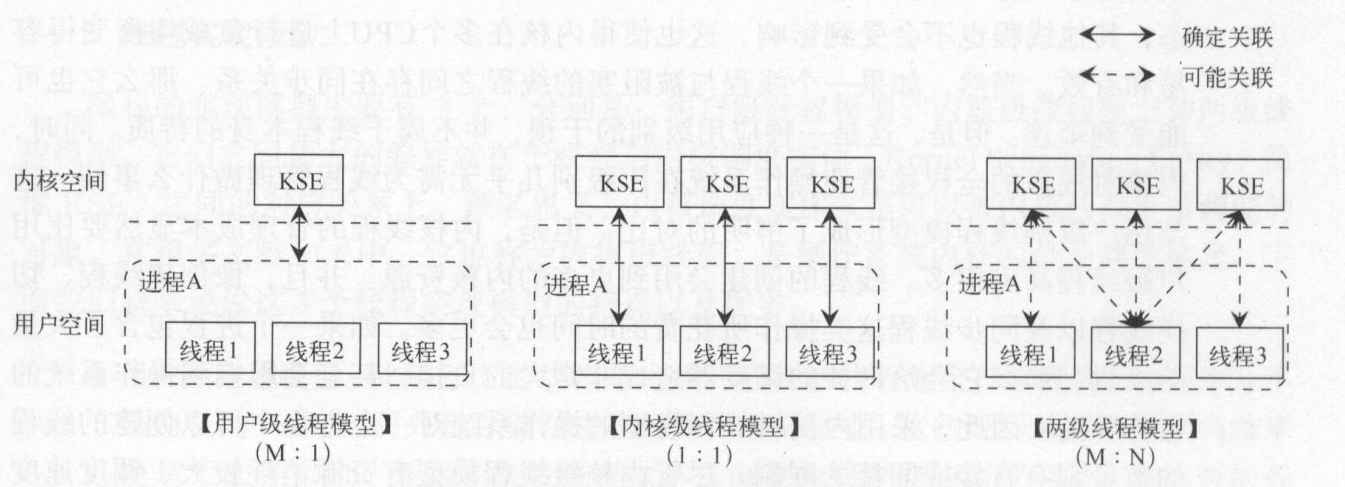 确定关联
可能关联
内核空间
KSE
KSE KSE KSE
KSE KSE KSE
进程A
进程A
进程A
用户空间
线程1 线程2 线程3
线程1 线程2 线程3
线程1 线程2 线程3
【用户级线程模型】
(M:1)
【内核级线程模型】
(1:1)
【两级线程模型】
(M:N)